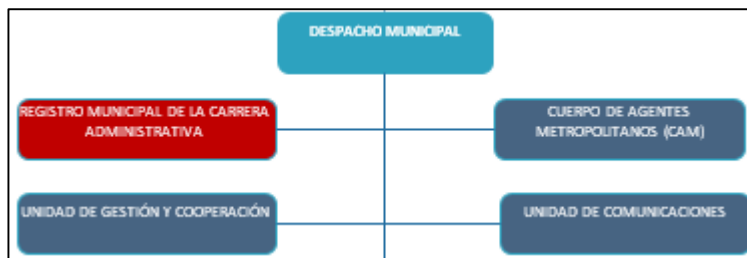 DESPACHO MUNICIPAL
REGISTRO MUNICIPAL DE LA CARRERA
ADMINISTRATIVA
CUERPO DE AGENTES
METROPOLITANOS (CAM)
UNIDAD DE GESTIÓN Y COOPERACIÓN
UNIDAD DE COMUNICACIONES